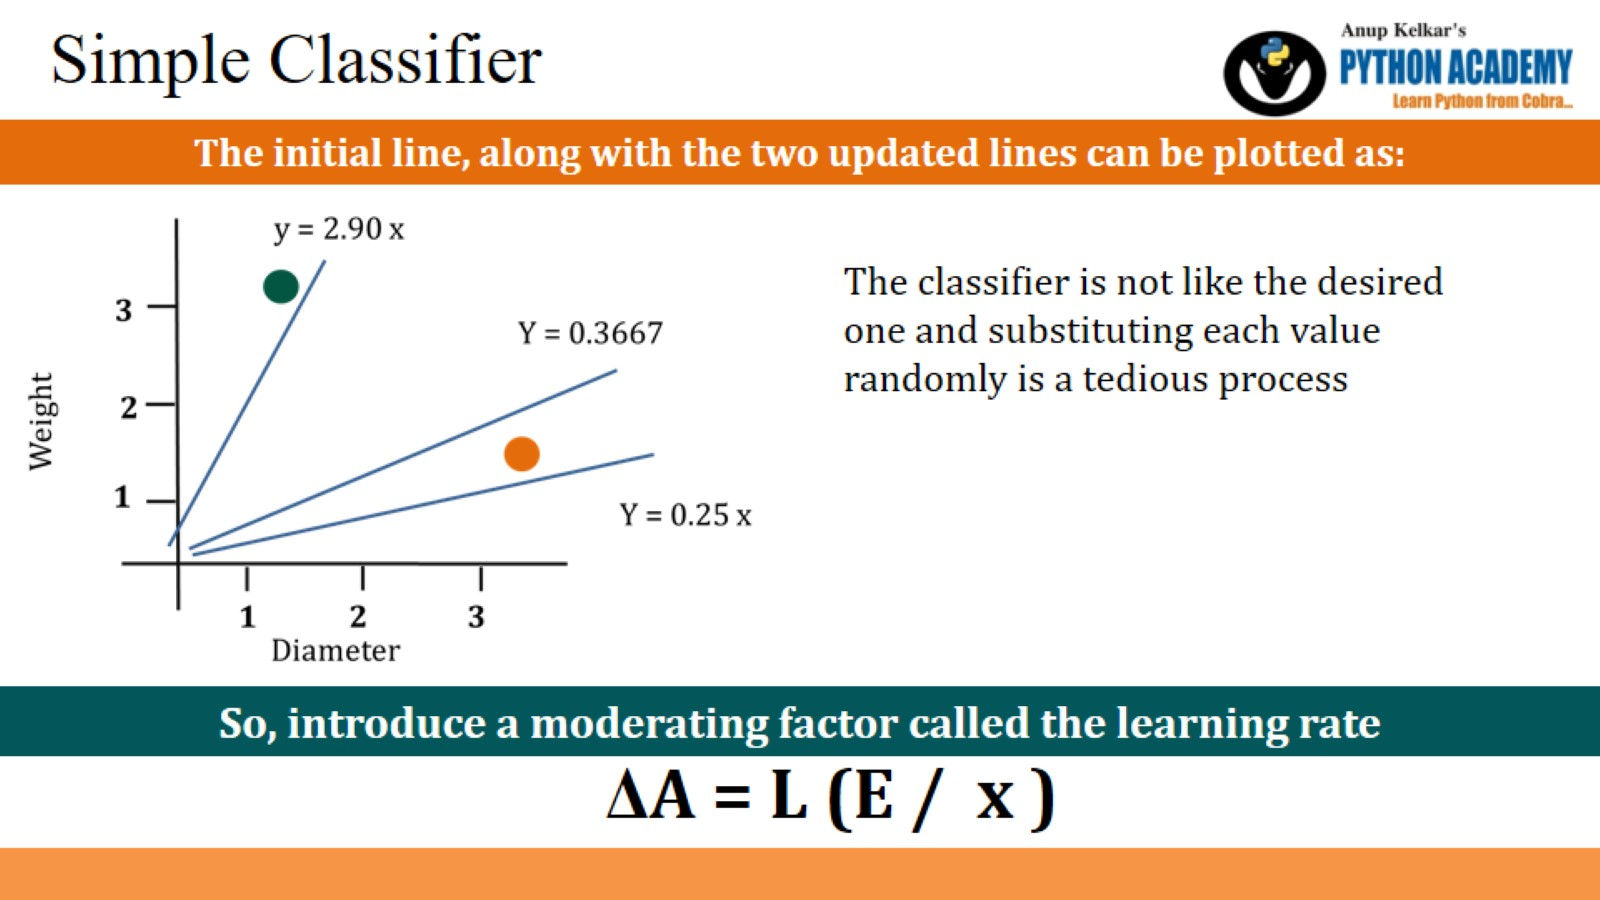 Simple Classifier
Anup Kelkar's
PYTHON ACADEMY
Learn Python from Cobra...
The initial line, along with the two updated lines can be plotted as:
y = 2.90 x
Y = 0.3667
Y = 0.25 x
3
2
1
Weight
1 2 3
Diameter
The classifier is not like the desired
one and substituting each value
randomly is a tedious process
So, introduce a moderating factor called the learning rate
ΔA = L (E / x )